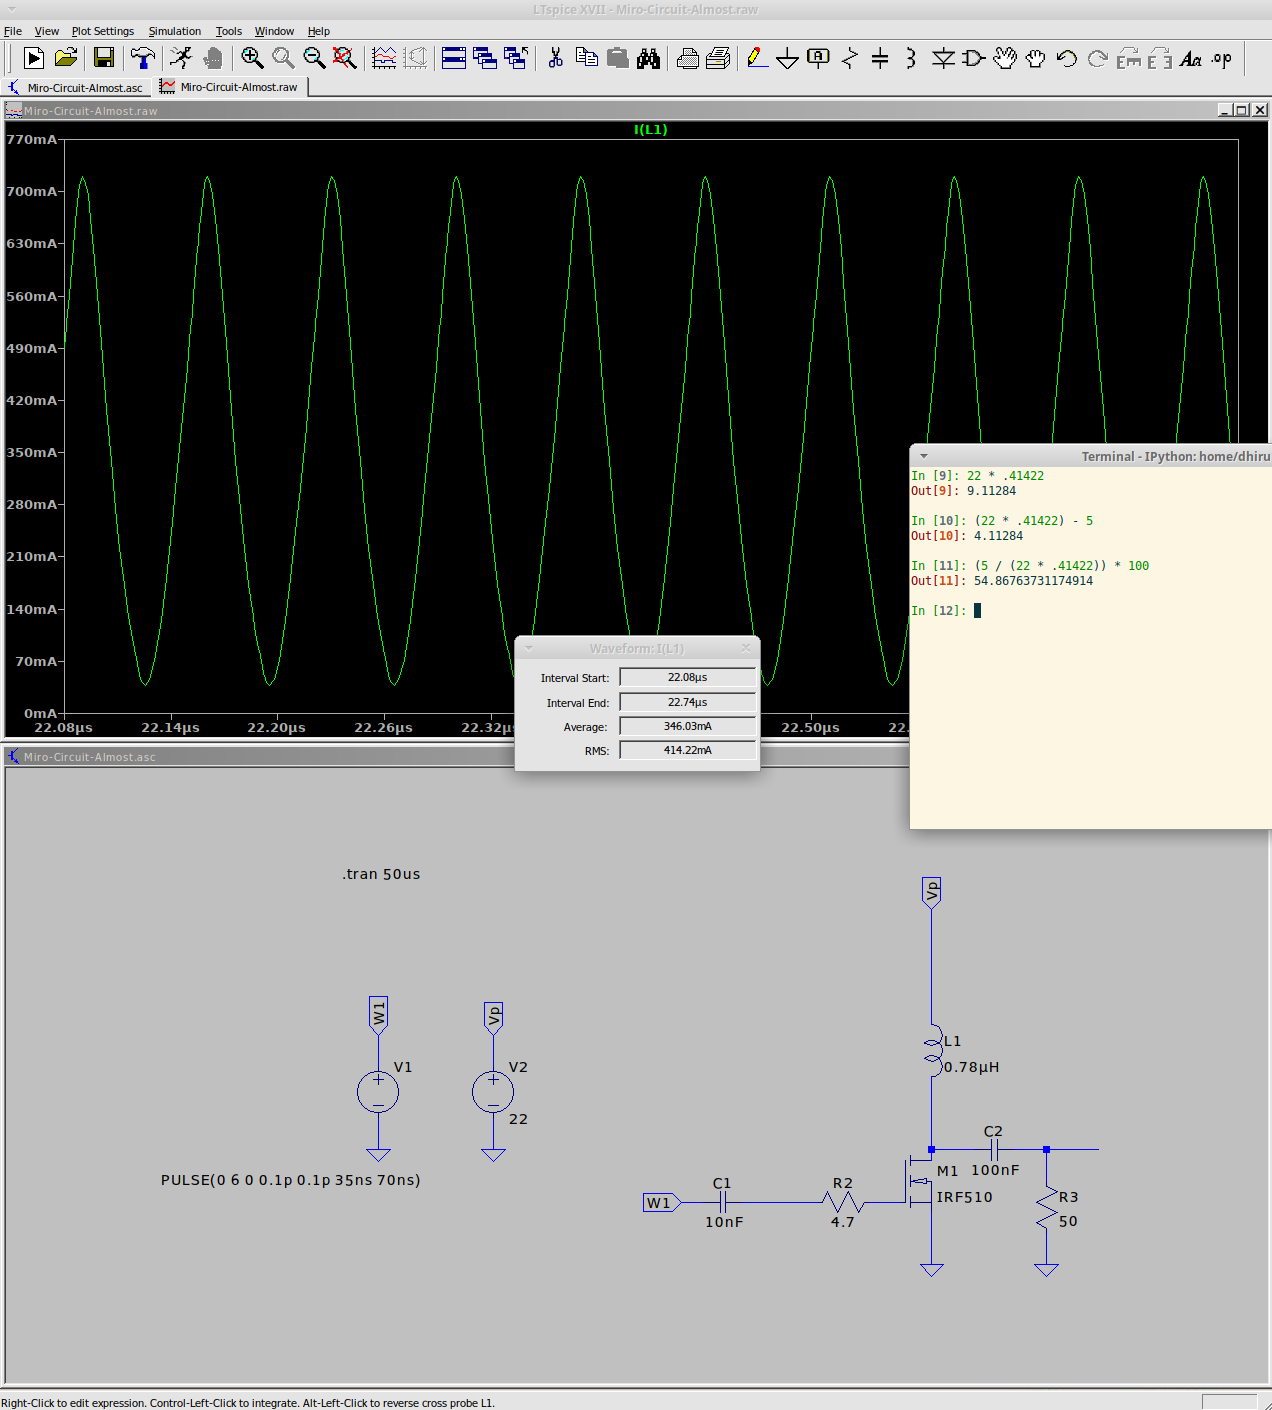 LTspice XVII - Miro-Circuit-Almost.raw
File View Plot Settings Simulation Tools Window Help
Miro-Circuit-Almost.asc Miro-Circuit-Almost.raw
Miro-Circuit-Almost.raw
I(L1)
770mA
700mA
630mA
560mA
490mA
420mA
350mA
280mA
210mA
140mA
70mA
0mA
22.08µs 22.14µs 22.20µs 22.26µs 22.32µs 22.50µs
Terminal - IPython: home/dhiru
In [9]: 22 * .41422
Out[9]: 9.11284
In [10]: (22 * .41422) - 5
Out[10]: 4.11284
In [11]: (5 / (22 * .41422)) * 100
Out[11]: 54.86763731174914
In [12]:
Waveform: I(L1)
Interval Start: 22.08µs
Interval End: 22.74µs
Average: 346.03mA
RMS: 414.22mA
Miro-Circuit-Almost.asc
.tran 50us
Vp
W1
Vp
V1
V2
22
PULSE(0 6 0 0.1p 0.1p 35ns 70ns)
L1
0.78µH
C2
100nF
M1
IRF510
W1
C1
10nF
R2
4.7
R3
50
Right-Click to edit expression. Control-Left-Click to integrate. Alt-Left-Click to reverse cross probe L1.